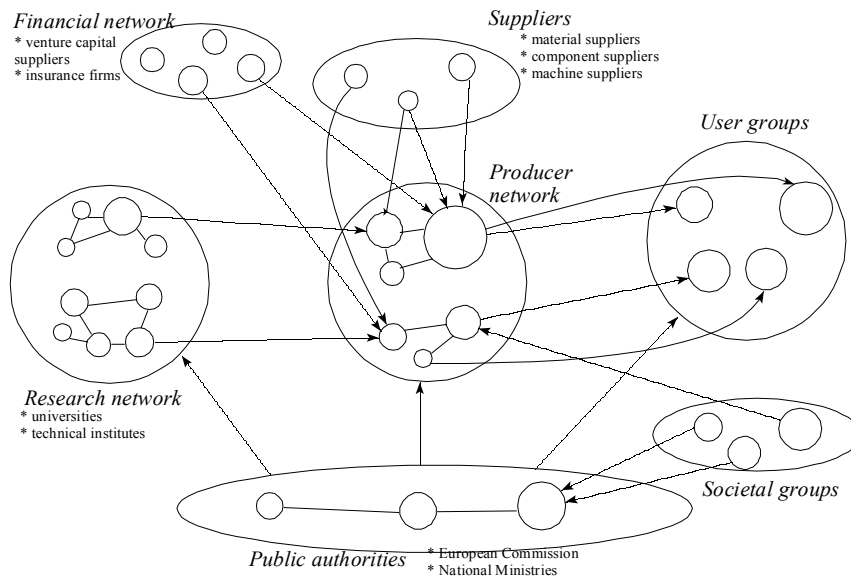 Financial network
* venture capital
suppliers
* insurance firms
Suppliers
* material suppliers
* component suppliers
* machine suppliers
User groups
Producer
network
Research network
* universities
* technical institutes
Societal groups
Public authorities
* European Commission
* National Ministries